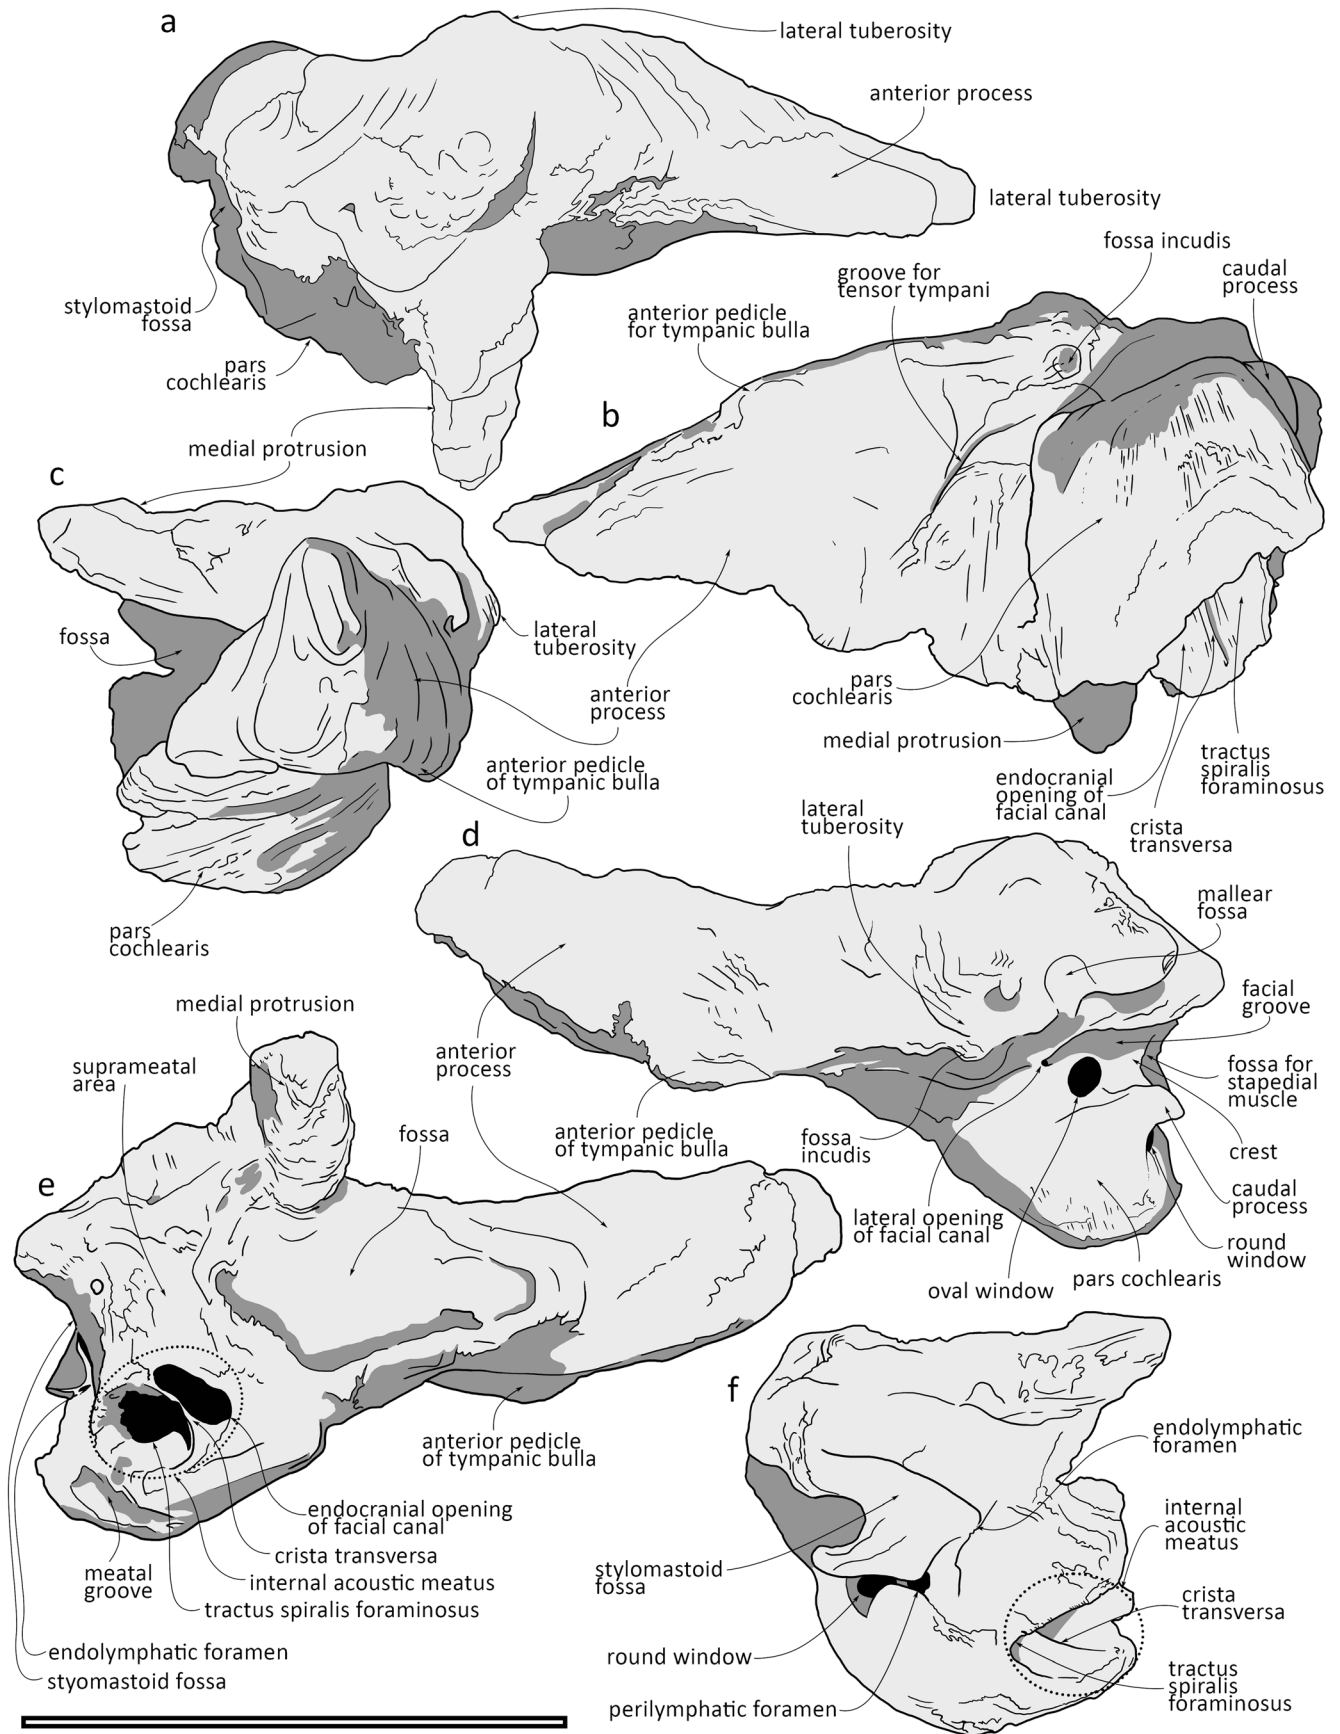 a
lateral tuberosity
anterior process
stylomastoid
fossa
pars
cochlearis
medial protrusion
b
lateral tuberosity
fossa incudis
caudal
process
groove for
tensor tympani
anterior pedicle
for tympanic bulla
pars
cochlearis
medial protrusion
endocranial
opening of
facial canal
crista
transversa
tractus
spiralis
foraminosus
c
fossa
lateral
tuberosity
anterior
process
anterior pedicle
of tympanic bulla
pars
cochlearis
d
lateral
tuberosity
mallear
fossa
facial
groove
fossa for
stapedial
muscle
crest
caudal
process
round
window
pars cochlearis
oval window
lateral opening
of facial canal
fossa
incudis
anterior pedicle
of tympanic bulla
anterior
process
e
medial protrusion
suprameatal
area
fossa
anterior pedicle
of tympanic bulla
endocranial opening
of facial canal
crista transversa
internal acoustic meatus
tractus spiralis foraminosus
meatal
groove
endolymphatic foramen
styomastoid fossa
f
endolymphatic
foramen
internal
acoustic
meatus
crista
transversa
tractus
spiralis
foraminosus
stylomastoid
fossa
round window
perilymphatic foramen